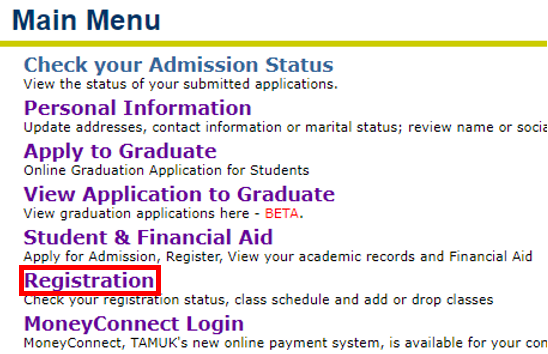 Main Menu
Check your Admission Status
View the status of your submitted applications.
Personal Information
Update addresses, contact information or marital status; review name or
Apply to Graduate
Online Graduation Application for Students
View Application to Graduate
View graduation applications here - BETA.
Student & Financial Aid
Apply for Admission, Register, View your academic records and Financial Aid
Registration
Check your registration status, class schedule and add or drop classes
MoneyConnect Login
MoneyConnect, TAMUK's new online payment system, is available for your